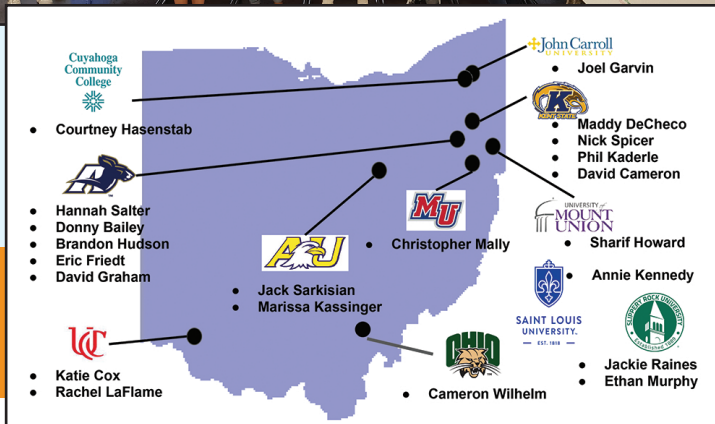 Cuyahoga
Community
College
• Courtney Hasenstab
John Carroll
UNIVERSITY
• Joel Garvin
K
• Maddy DeCheco
• Nick Spicer
• Phil Kaderle
• David Cameron
A
• Hannah Salter
• Donny Bailey
• Brandon Hudson
• Eric Friedt
• David Graham
AU
• Jack Sarkisian
• Marissa Kassinger
MU
• Christopher Mally
UNIVERSITY of
MOUNT
UNION
• Sharif Howard
• Annie Kennedy
SAINT LOUIS
UNIVERSITY.
— EST. 1818 —
SLIPPERY ROCK UNIVERSITY
Established 1889
• Jackie Raines
• Ethan Murphy
UC
• Katie Cox
• Rachel LaFlame
OHIO
• Cameron Wilhelm